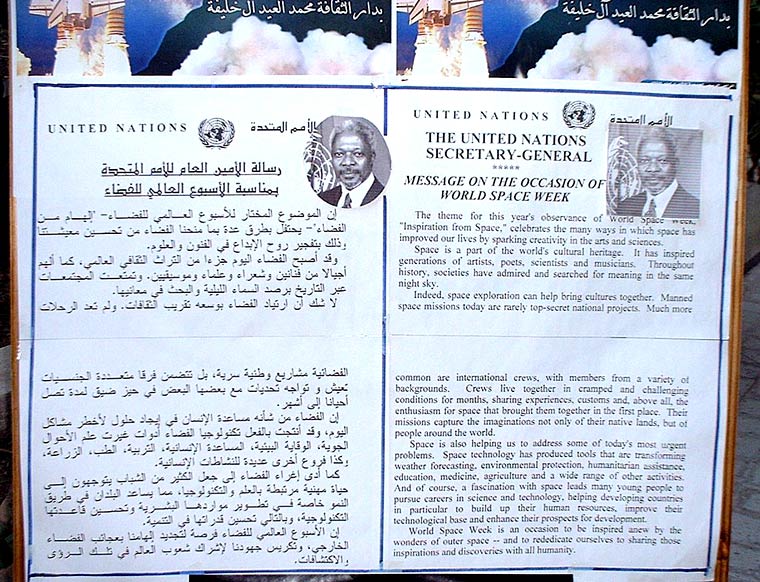 بدار الثقافة محمد العيد آل خليفة
بدار الثقافة محمد العيد آل خليفة
UNITED NATIONS الأمم المتحدة
رسالة الأمين العام للأمم المتحدة
بمناسبة الأسبوع العالمي للفضاء
إن الموضوع المختار للأسبوع العالمي للفضاء- "إلهام من
الفضاء"- يحتفل بطرق عدة بما منحنا الفضاء من تحسين معيشتنا
وذلك بتفجير روح الإبداع في الفنون والعلوم.
وقد أصبح الفضاء اليوم جزءا من التراث الثقافي العالمي، كما ألهم
أجيالا من فنانين وشعراء وعلماء وموسيقيين. وتمتعت المجتمعات
عبر التاريخ برصد السماء الليلية والبحث في معانيها.
لا شك أن ارتياد الفضاء بوسعه تقريب الثقافات. ولم تعد الرحلات
الفضائية مشاريع وطنية سرية، بل تتضمن فرقا متعددة الجنسيات
تعيش و تواجه تحديات مع بعضها البعض في حيز ضيق لمدة تصل
أحيانا إلى أشهر.
إن الفضاء من شأنه مساعدة الإنسان في إيجاد حلول لأخطر مشاكل
اليوم، وقد أنتجت بالفعل تكنولوجيا الفضاء أدوات غيرت علم الأحوال
الجوية، الوقاية البيئية، المساعدة الإنسانية، التربية، الطب، الزراعة،
وكذا فروع أخرى عديدة للنشاطات الإنسانية.
كما أدى إغراء الفضاء إلى جعل الكثير من الشباب يتوجهون إلى
حياة مهنية مرتبطة بالعلم والتكنولوجيا، مما يساعد البلدان في طريق
النمو خاصة في تطوير مواردها البشرية وتحسين قاعدتها
التكنولوجية، وبالتالي تحسين قدراتها في التنمية.
إن الأسبوع العالمي للفضاء فرصة لتجديد إلهامنا بعجائب الفضاء
الخارجي، وتكريس جهودنا لإشراك شعوب العالم في تلك الرؤى
والاكتشافات.
UNITED NATIONS الأمم المتحدة
THE UNITED NATIONS
SECRETARY-GENERAL
*****
MESSAGE ON THE OCCASION OF
WORLD SPACE WEEK
The theme for this year's observance of World Space Week,
"Inspiration from Space," celebrates the many ways in which space has
improved our lives by sparking creativity in the arts and sciences.
Space is a part of the world's cultural heritage. It has inspired
generations of artists, poets, scientists and musicians. Throughout
history, societies have admired and searched for meaning in the same
night sky.
Indeed, space exploration can help bring cultures together. Manned
space missions today are rarely top-secret national projects. Much more
common are international crews, with members from a variety of
backgrounds. Crews live together in cramped and challenging
conditions for months, sharing experiences, customs and, above all, the
enthusiasm for space that brought them together in the first place. Their
missions capture the imaginations not only of their native lands, but of
people around the world.
Space is also helping us to address some of today's most urgent
problems. Space technology has produced tools that are transforming
weather forecasting, environmental protection, humanitarian assistance,
education, medicine, agriculture and a wide range of other activities.
And of course, a fascination with space leads many young people to
pursue careers in science and technology, helping developing countries
in particular to build up their human resources, improve their
technological base and enhance their prospects for development.
World Space Week is an occasion to be inspired anew by the
wonders of outer space -- and to rededicate ourselves to sharing those
inspirations and discoveries with all humanity.